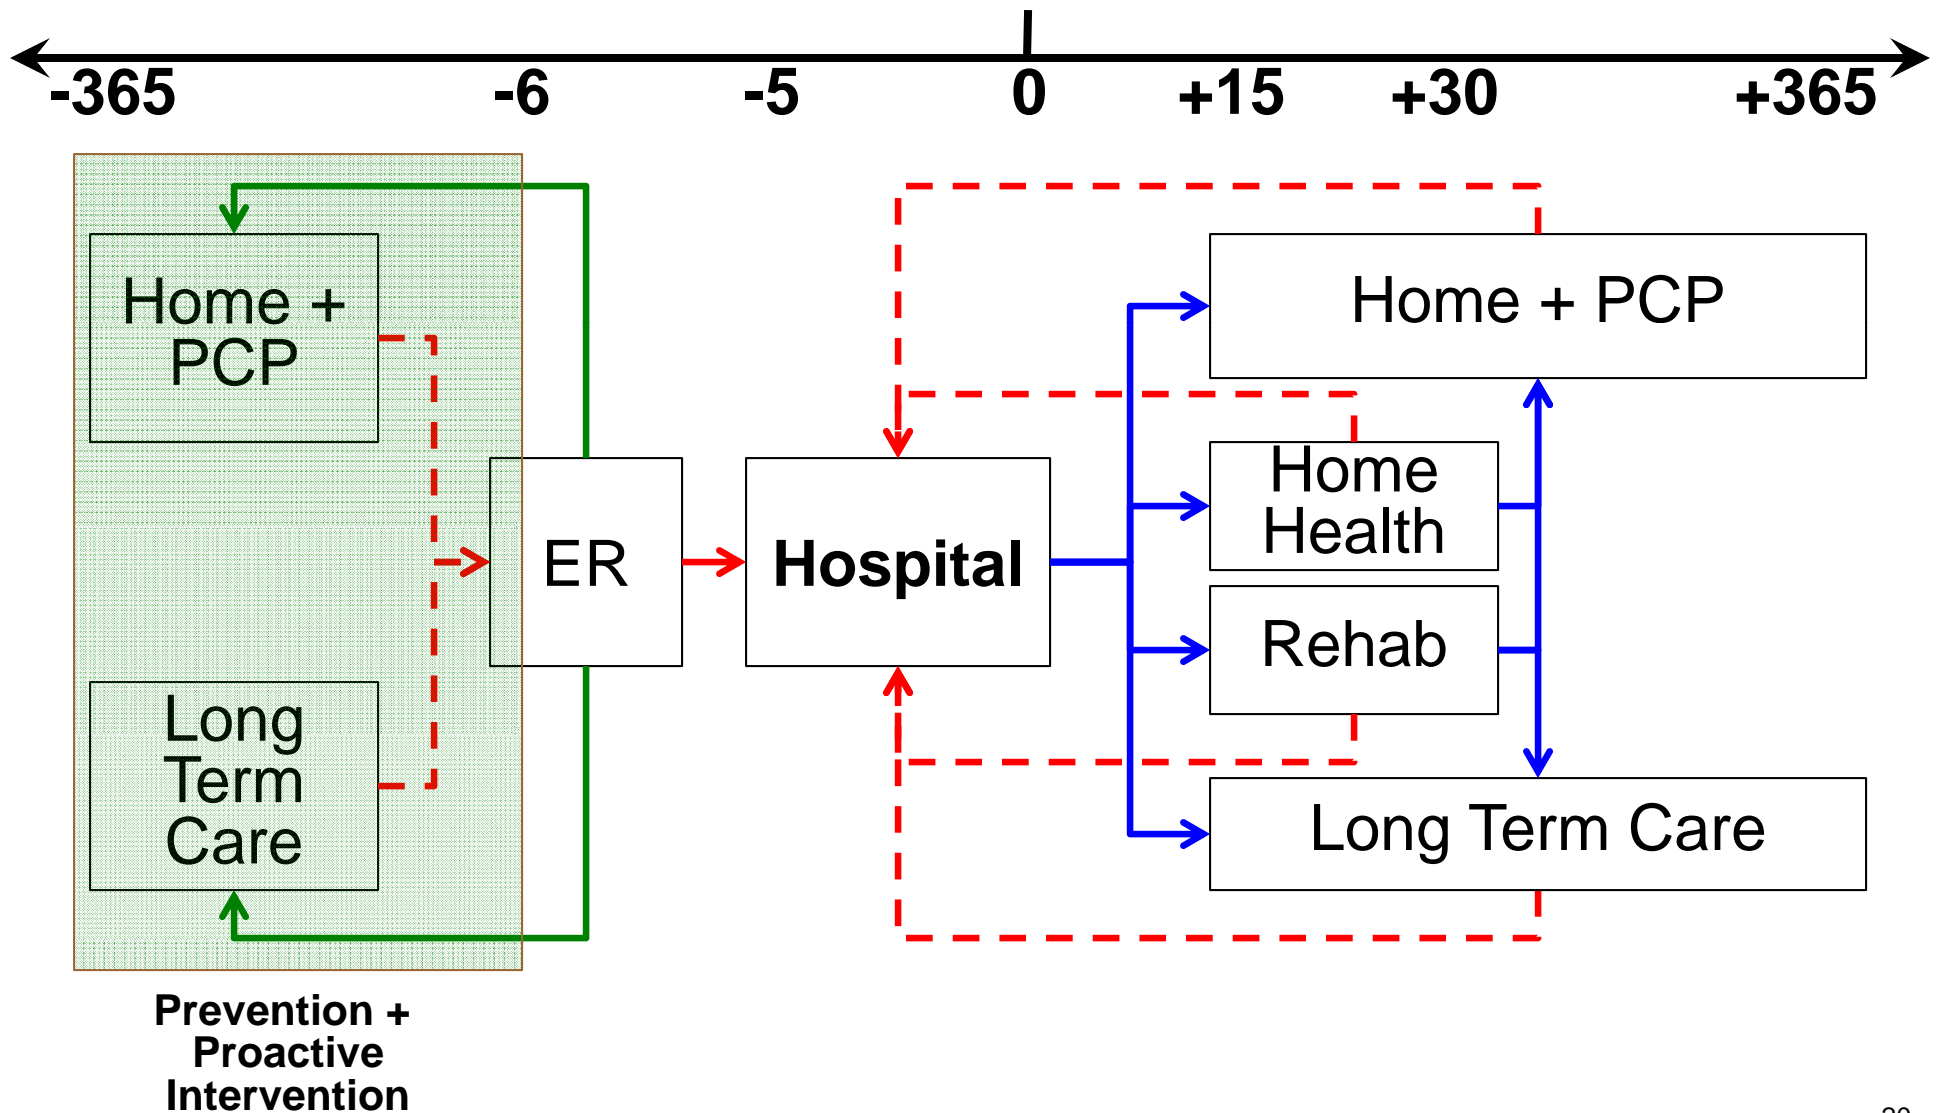 -365 -6 -5 0 +15 +30 +365
Home +
PCP
Long
Term
Care
ER
Hospital
Home + PCP
Home
Health
Rehab
Long Term Care
Prevention +
Proactive
Intervention